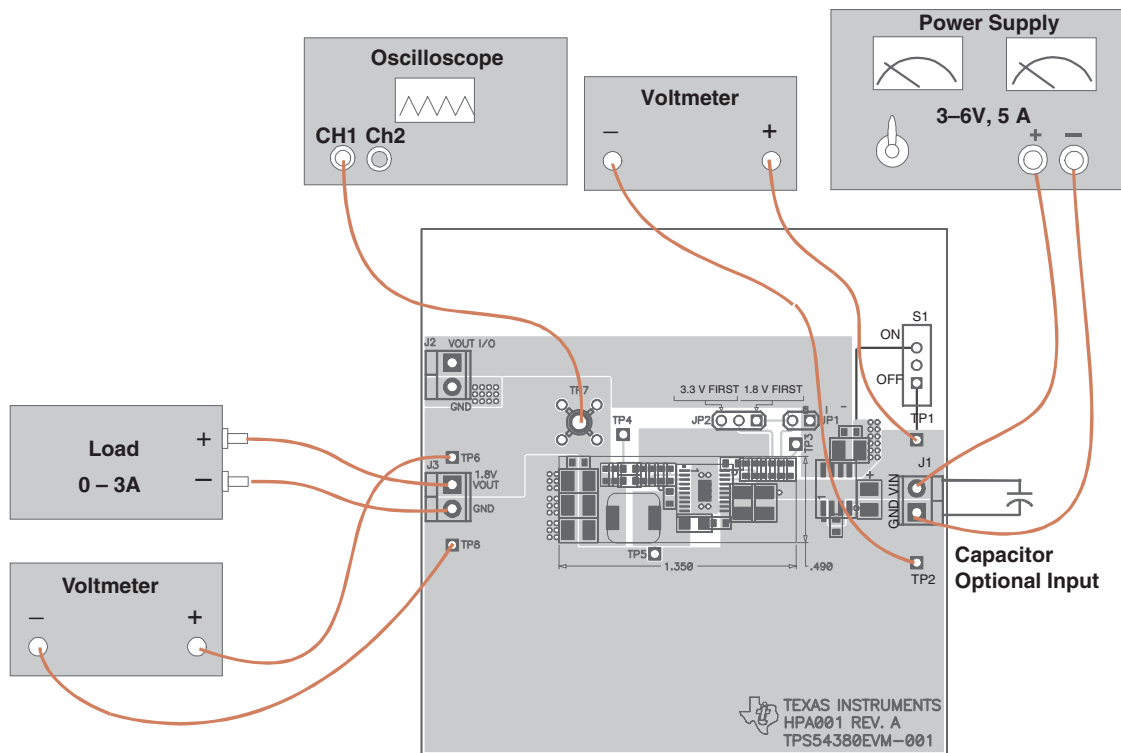 Oscilloscope
CH1 Ch2
Voltmeter
− +
Power Supply
3–6V, 5 A
+ −
S1
ON
OFF
J2 VOUT I/O
GND
TP7
3.3 V FIRST 1.8 V FIRST
JP2
JP1
TP4
TP3
TP1
Load
0 – 3A
+
−
TP6
J3
1.8V
VOUT
GND
TP8
J1
VIN
GND
+
TP5
1.350
.490
TP2
Capacitor
Optional Input
Voltmeter
− +
TEXAS INSTRUMENTS
HPA001 REV. A
TPS54380EVM–001